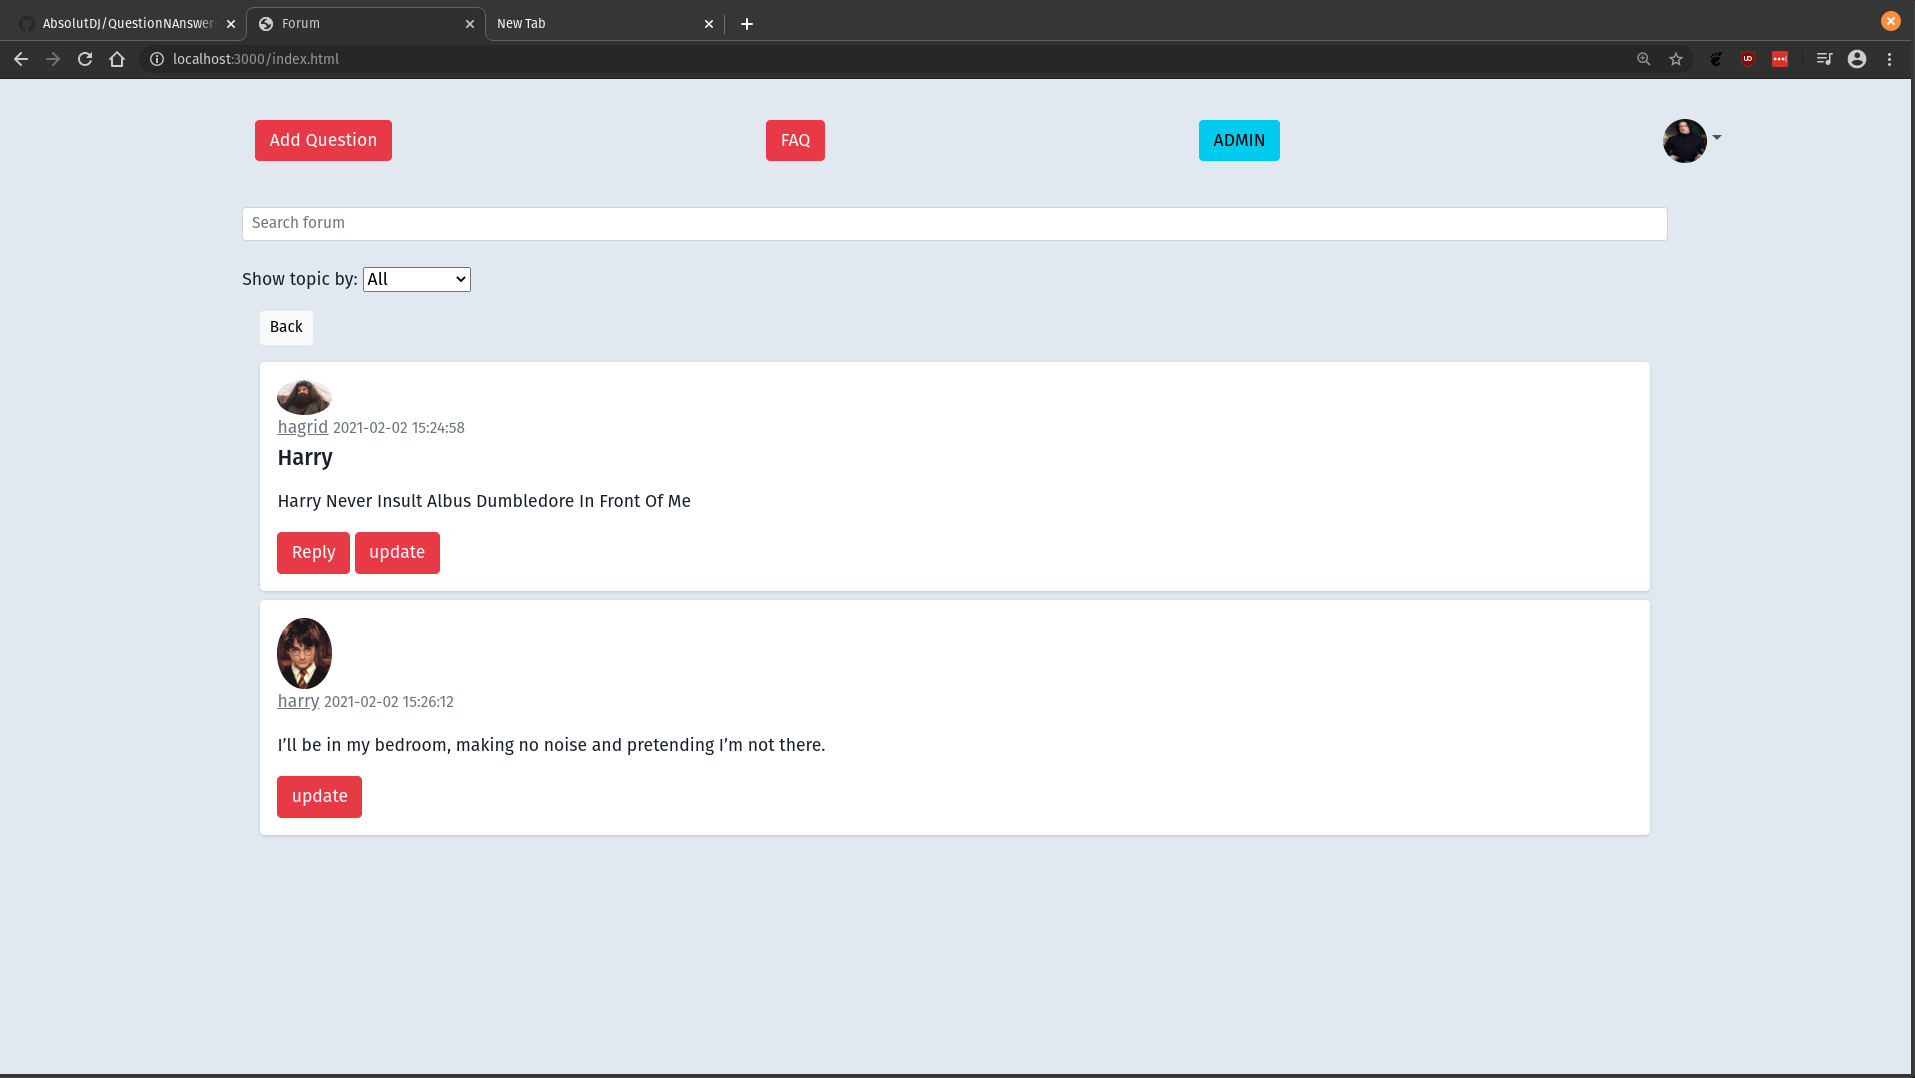 AbsolutDJ/QuestionNAnswer-
Forum
New Tab
localhost:3000/index.html
Add Question
FAQ
ADMIN
Search forum
Show topic by: All
Back
hagrid 2021-02-02 15:24:58
Harry
Harry Never Insult Albus Dumbledore In Front Of Me
Reply update
harry 2021-02-02 15:26:12
I’ll be in my bedroom, making no noise and pretending I’m not there.
update